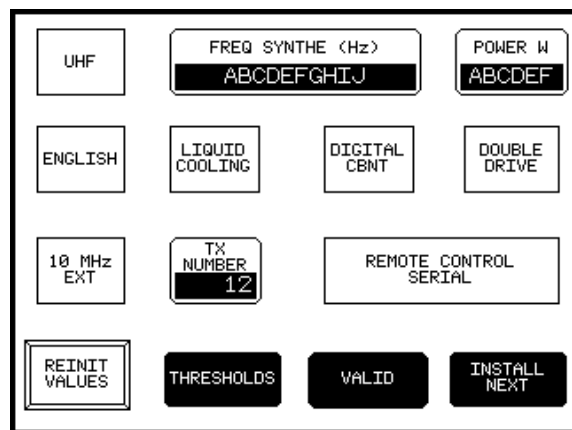 UHF
FREQ SYNTHE (Hz)
ABCDEFGHIJ
POWER W
ABCDEF
ENGLISH
LIQUID
COOLING
DIGITAL
CBNT
DOUBLE
DRIVE
10 MHz
EXT
TX
NUMBER
12
REMOTE CONTROL
SERIAL
REINIT
VALUES
THRESHOLDS
VALID
INSTALL
NEXT